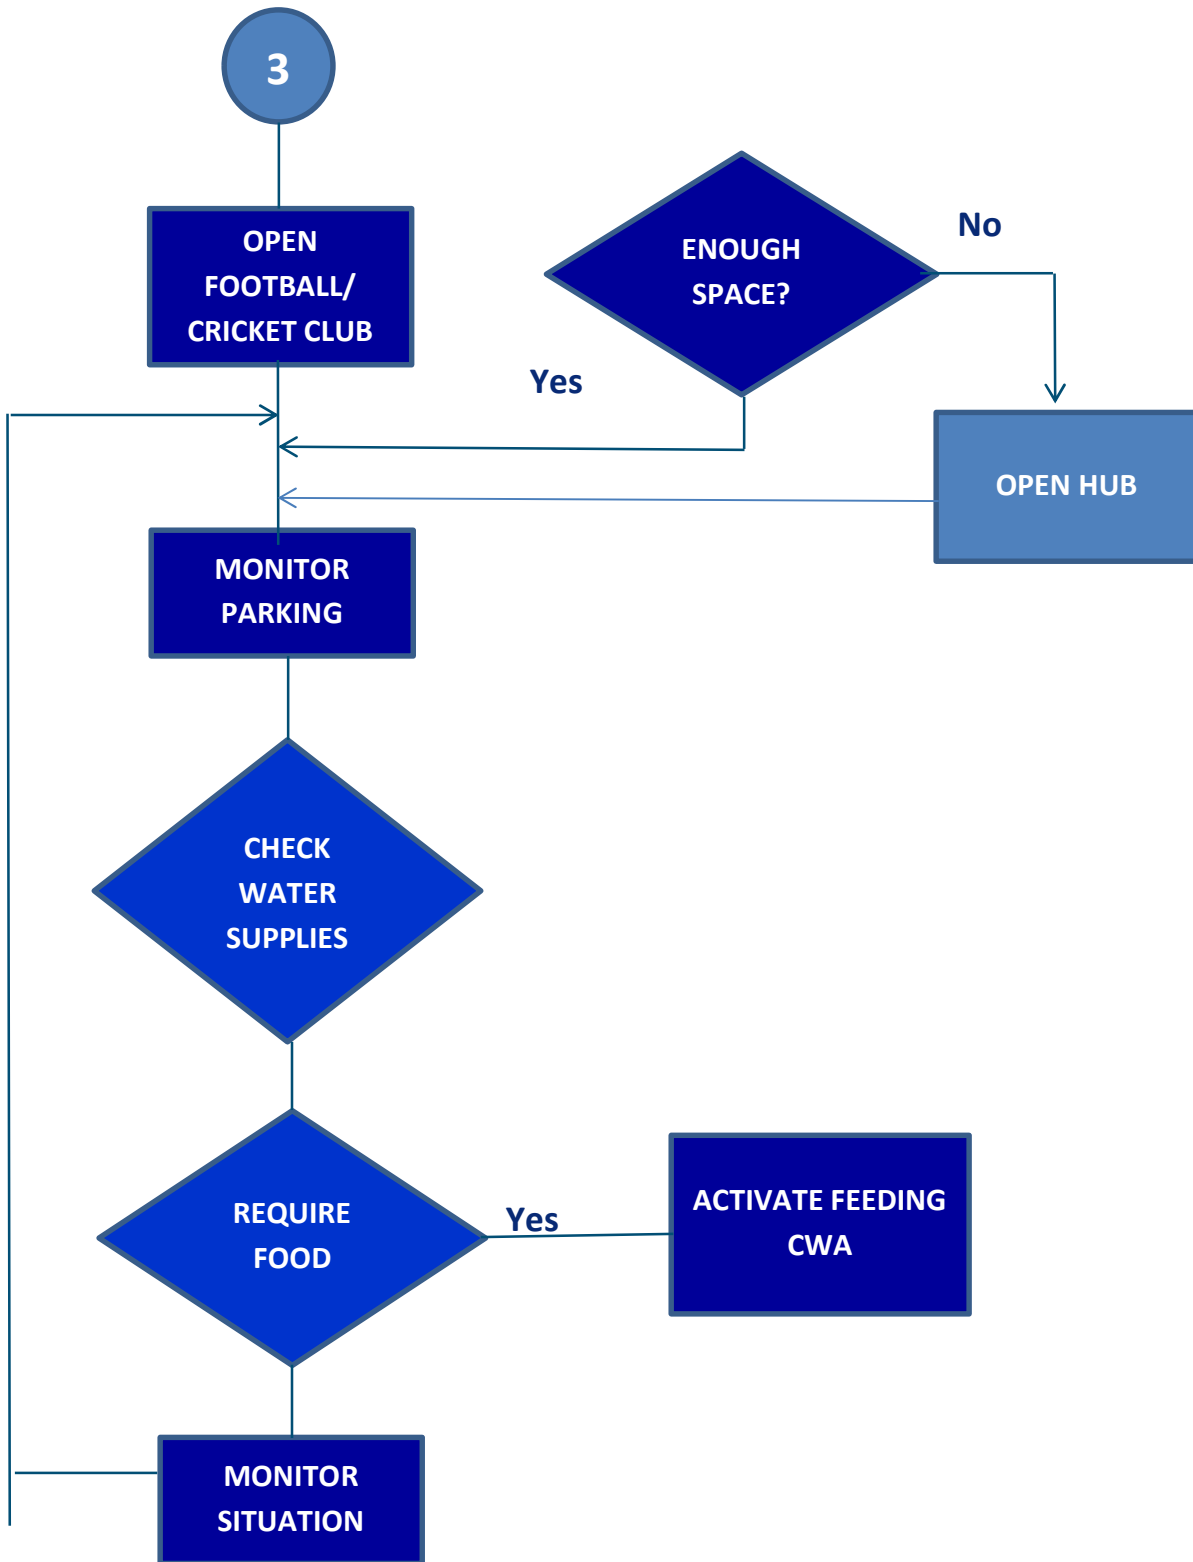 3
OPEN
FOOTBALL/
CRICKET CLUB
ENOUGH
SPACE?
No
Yes
OPEN HUB
MONITOR
PARKING
CHECK
WATER
SUPPLIES
REQUIRE
FOOD
Yes
ACTIVATE FEEDING
CWA
MONITOR
SITUATION